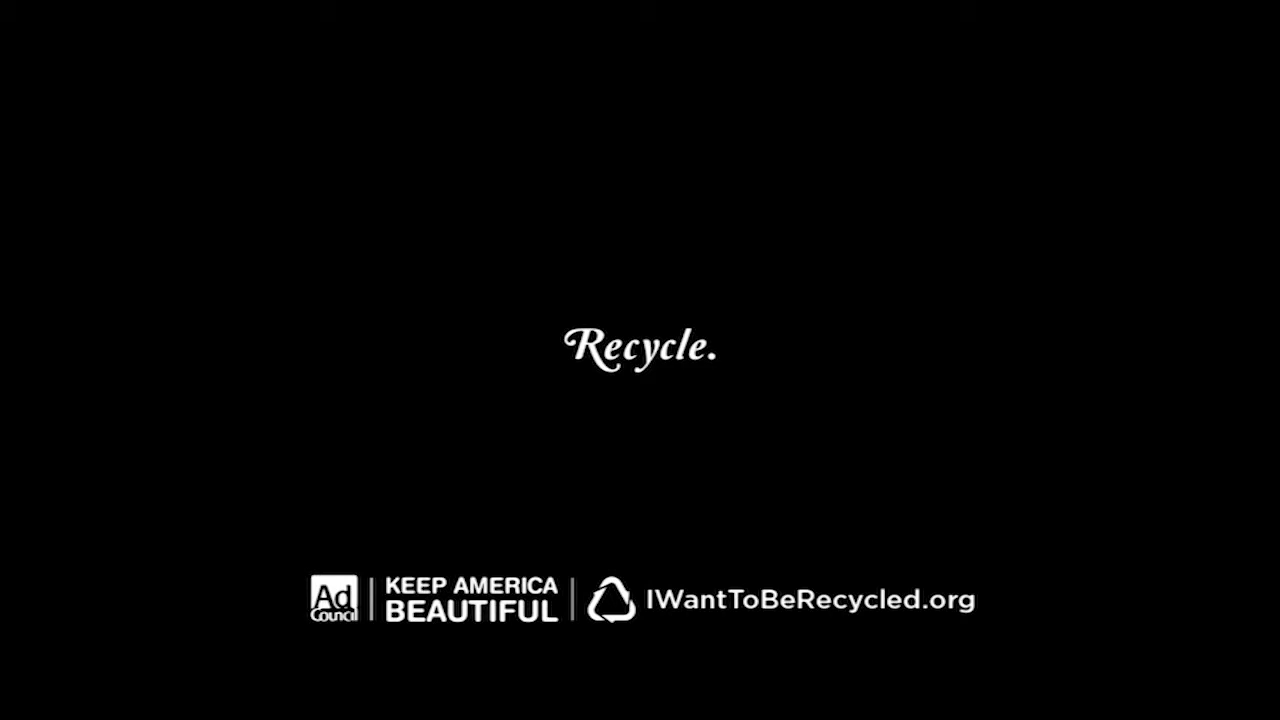 Recycle.
Ad Council
KEEP AMERICA
BEAUTIFUL
IWantToBeRecycled.org